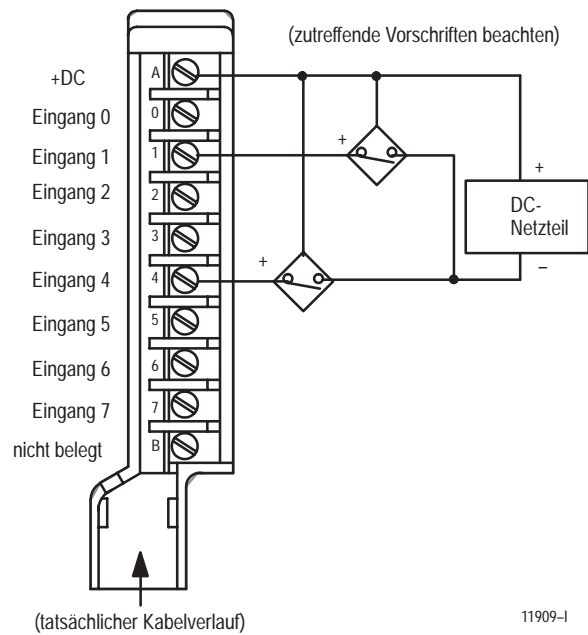 (zutreffende Vorschriften beachten)
+DC
A
Eingang 0
0
Eingang 1
1
+
+
Eingang 2
2
DC-
Netzteil
Eingang 3
3
Eingang 4
4
+
–
Eingang 5
5
Eingang 6
6
Eingang 7
7
nicht belegt
B
(tatsächlicher Kabelverlauf)
11909–I